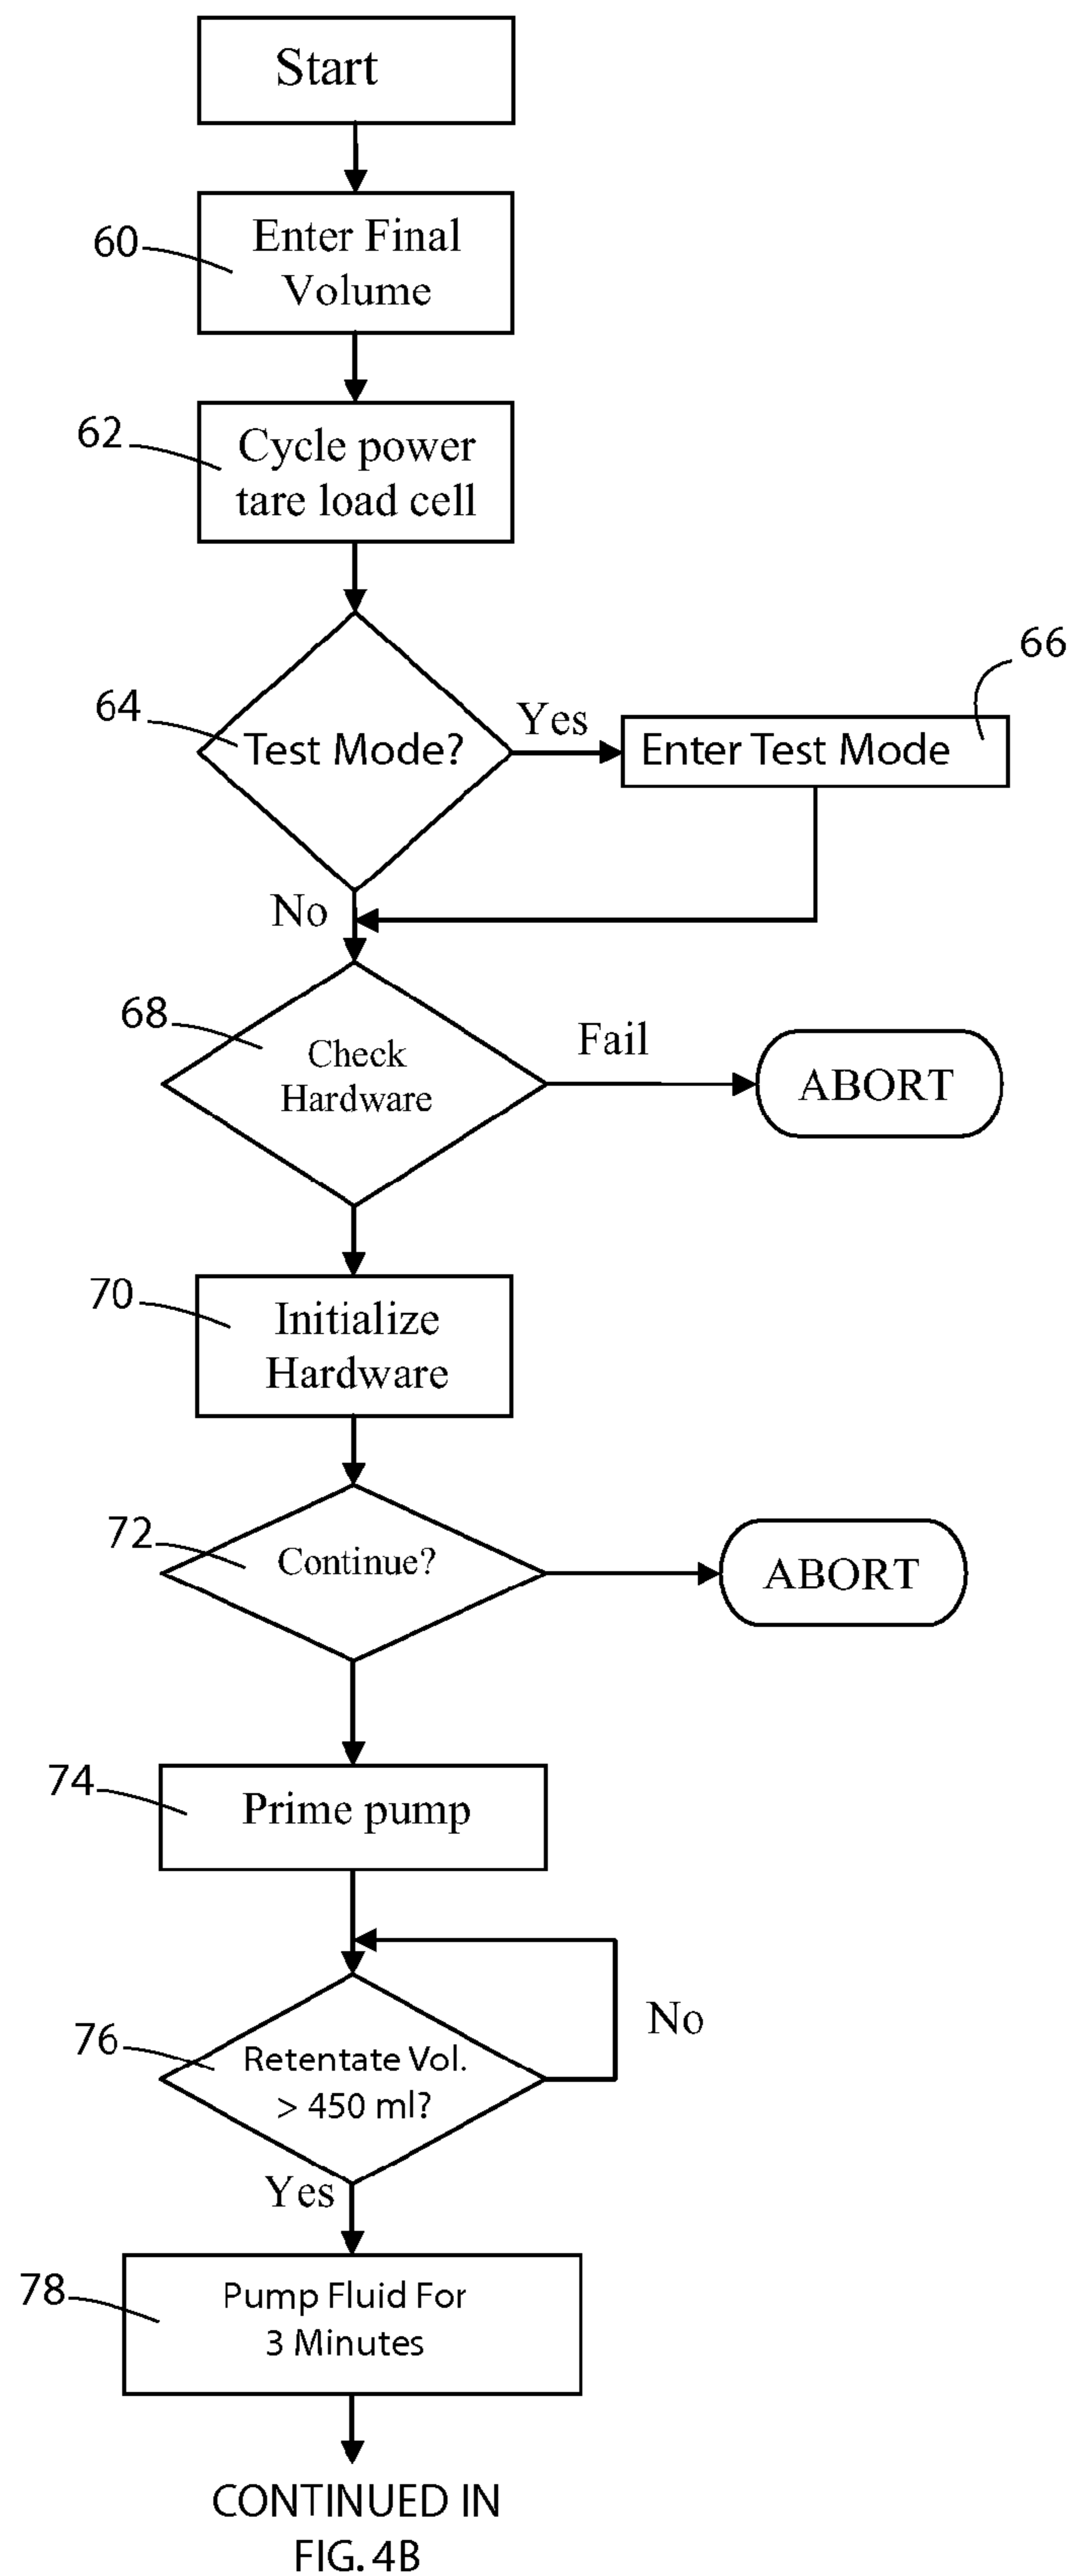 Start
60
Enter Final
Volume
62
Cycle power
tare load cell
64
Test Mode?
Yes
66
Enter Test Mode
No
68
Check
Hardware
Fail
ABORT
70
Initialize
Hardware
72
Continue?
ABORT
74
Prime pump
76
Retentate Vol.
> 450 ml?
No
Yes
78
Pump Fluid For
3 Minutes
CONTINUED IN
FIG. 4B